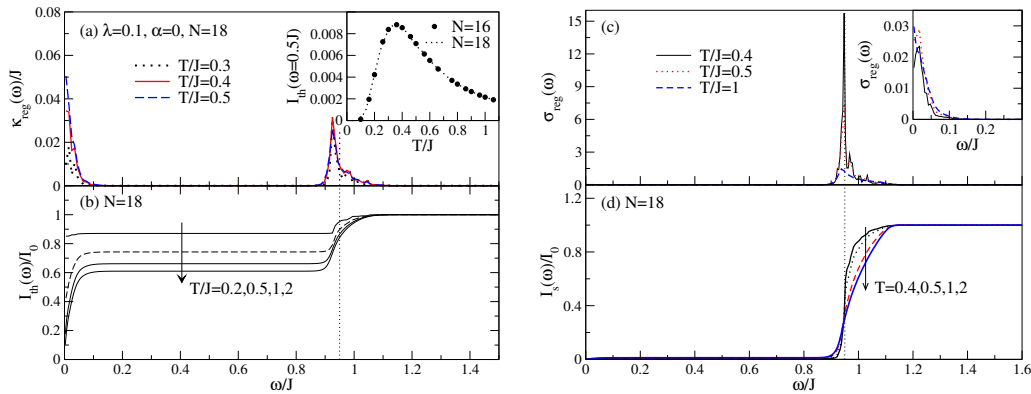 (a) λ=0.1, α=0, N=18
T/J=0.3
T/J=0.4
T/J=0.5
κreg(ω)/J
0.08
0.06
0.04
0.02
0
N=16
N=18
Ith(ω=0.5J)
0.008
0.006
0.004
0.002
0.2 0.4 0.6 0.8 1
T/J
(b) N=18
T/J=0.2,0.5,1,2
Ith(ω)/I0
1
0.8
0.6
0.4
0.2
0
0 0.2 0.4 0.6 0.8 1 1.2 1.4
ω/J
(c)
T/J=0.4
T/J=0.5
T/J=1
σreg(ω)
15
12
9
6
3
0
σreg(ω)
0.03
0.02
0.01
0
0 0.1 0.2
ω/J
(d) N=18
T=0.4,0.5,1,2
Is(ω)/I0
1.2
0.8
0.4
0
0 0.2 0.4 0.6 0.8 1 1.2 1.4 1.6
ω/J